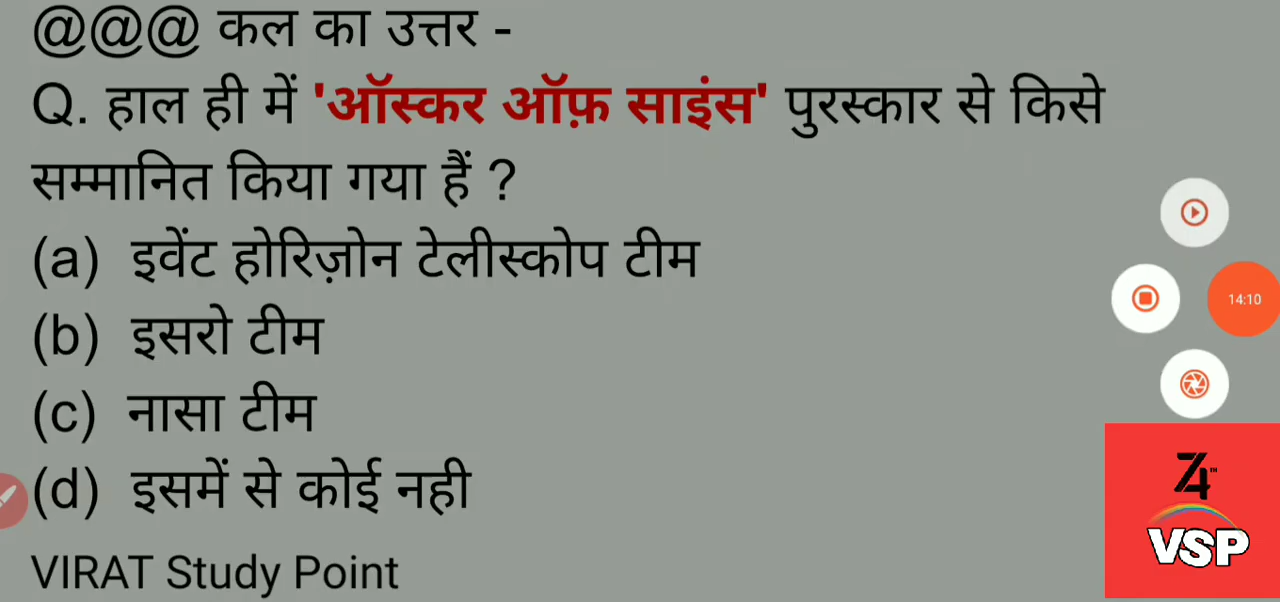 @@@ कल का उत्तर -
Q. हाल ही में 'ऑस्कर ऑफ़ साइंस' पुरस्कार से किसे
सम्मानित किया गया हैं ?
(a) इवेंट होरिज़ोन टेलीस्कोप टीम
(b) इसरो टीम
(c) नासा टीम
(d) इसमें से कोई नही
VIRAT Study Point
14:10
74™
VSP